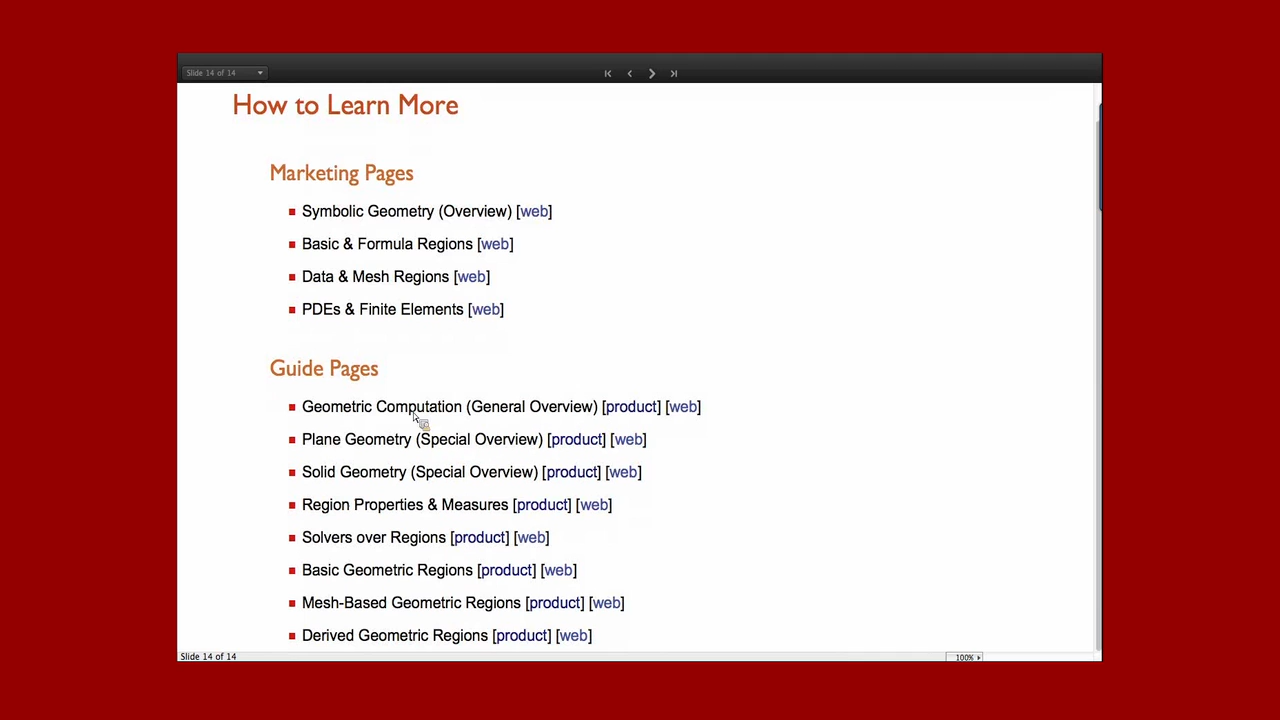 Slide 14 of 14
How to Learn More
Marketing Pages
Symbolic Geometry (Overview) [web]
Basic & Formula Regions [web]
Data & Mesh Regions [web]
PDEs & Finite Elements [web]
Guide Pages
Geometric Computation (General Overview) [product] [web]
Plane Geometry (Special Overview) [product] [web]
Solid Geometry (Special Overview) [product] [web]
Region Properties & Measures [product] [web]
Solvers over Regions [product] [web]
Basic Geometric Regions [product] [web]
Mesh-Based Geometric Regions [product] [web]
Derived Geometric Regions [product] [web]
Slide 14 of 14 100%